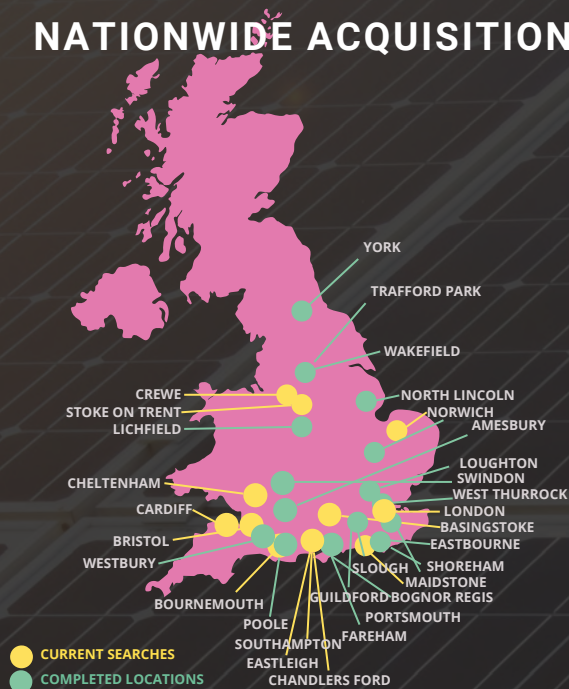 NATIONWIDE ACQUISITION
YORK
TRAFFORD PARK
WAKEFIELD
CREWE
NORTH LINCOLN
STOKE ON TRENT
NORWICH
LICHFIELD
AMESBURY
LOUGHTON
CHELTENHAM
SWINDON
WEST THURROCK
CARDIFF
LONDON
BASINGSTOKE
BRISTOL
EASTBOURNE
WESTBURY
SLOUGH
SHOREHAM
MAIDSTONE
BOURNEMOUTH
GUILDFORD
BOGNOR REGIS
POOLE
PORTSMOUTH
SOUTHAMPTON
FAREHAM
CURRENT SEARCHES
EASTLEIGH
COMPLETED LOCATIONS
CHANDLERS FORD